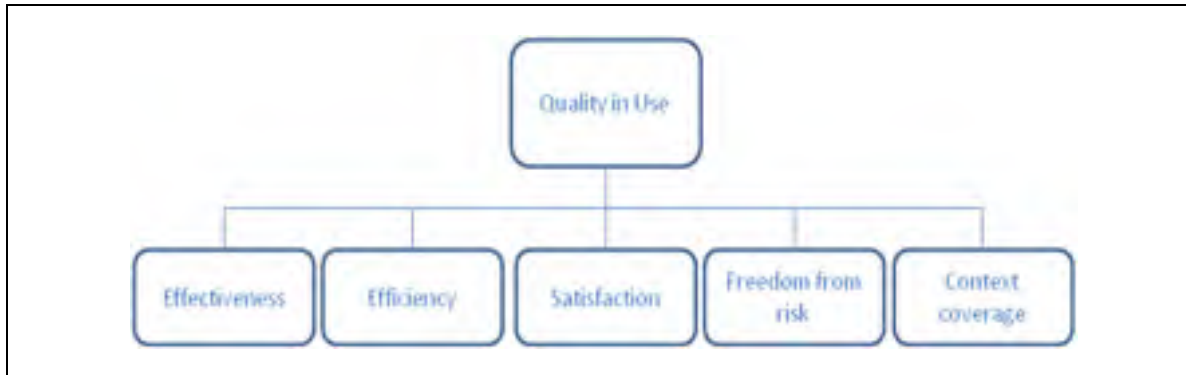 Quality in Use
Effectiveness
Efficiency
Satisfaction
Freedom from
risk
Context
coverage